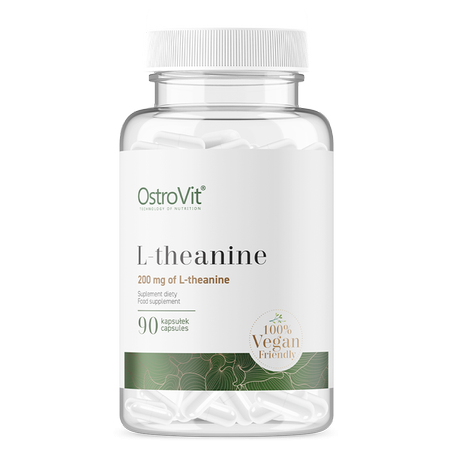 OstroVit®
TECHNOLOGY OF NUTRITION
L-theanine
200 mg of L-theanine
Suplement diety
Food supplement
90 kapsułek
capsules
100%
Vegan
Friendly